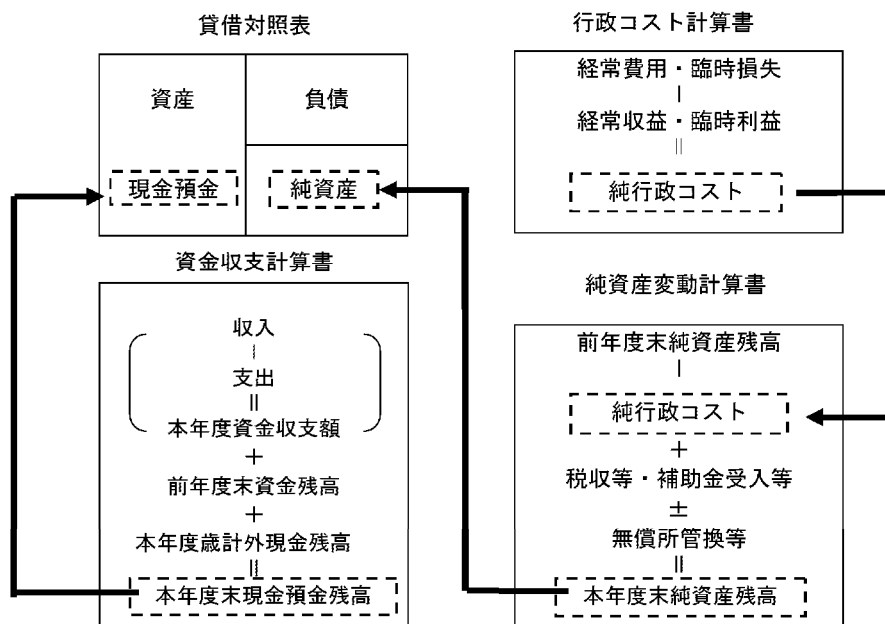 貸借対照表
資産
負債
現金預金
純資産
資金収支計算書
収入
－
支出
＝
本年度資金収支額
＋
前年度末資金残高
＋
本年度歳計外現金残高
＝
本年度末現金預金残高
行政コスト計算書
経常費用・臨時損失
－
経常収益・臨時利益
＝
純行政コスト
純資産変動計算書
前年度末純資産残高
－
純行政コスト
＋
税収等・補助金受入等
±
無償所管換等
＝
本年度末純資産残高